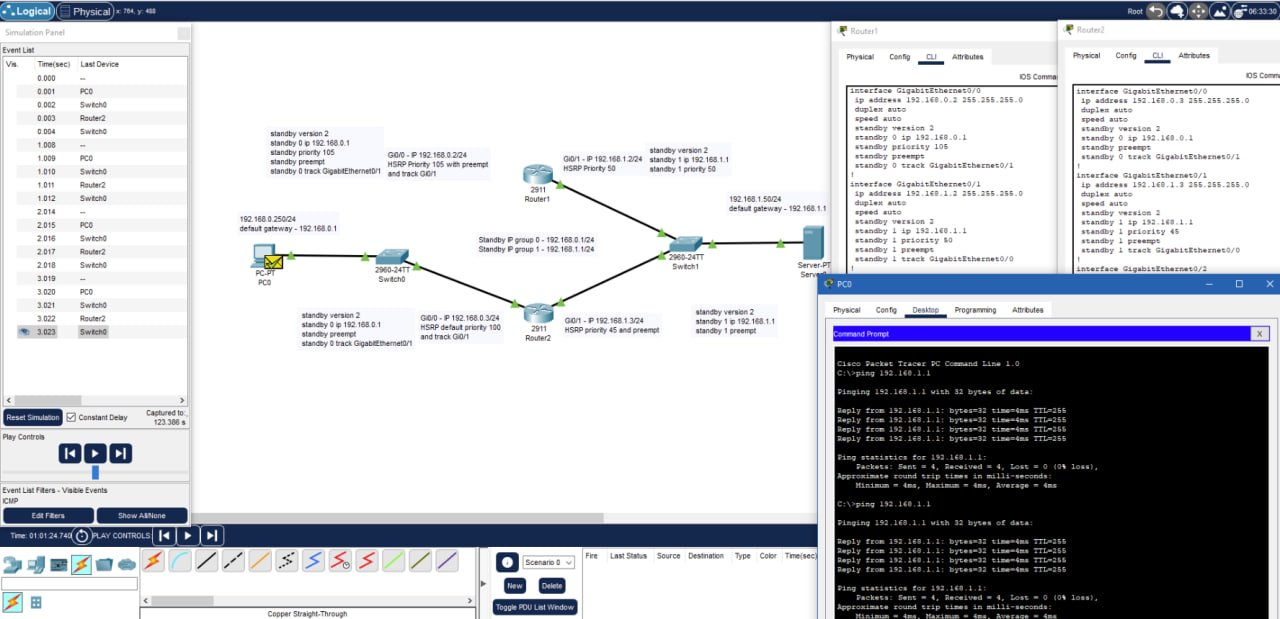 Logical
Physical
x: 764, y: 488
Root
06:33:30
Simulation Panel
Event List
Vis. Time(sec) Last Device
0.000 --
0.001 PC0
0.002 Switch0
0.003 Router2
0.004 Switch0
1.008 --
1.009 PC0
1.010 Switch0
1.011 Router2
1.012 Switch0
2.014 --
2.015 PC0
2.016 Switch0
2.017 Router2
2.018 Switch0
3.019 --
3.020 PC0
3.021 Switch0
3.022 Router2
3.023 Switch0
Reset Simulation
Constant Delay
Captured to:
123.386 s
Play Controls
Event List Filters - Visible Events
ICMP
Edit Filters
Show All/None
standby version 2
standby 0 ip 192.168.0.1
standby priority 105
standby preempt
standby 0 track GigabitEthernet0/1
Gi0/0 - IP 192.168.0.2/24
HSRP Priority 105 with preempt
and track Gi0/1
2911
Router1
Gi0/1 - IP 192.168.1.2/24
HSRP Priority 50
standby version 2
standby 1 ip 192.168.1.1
standby 1 priority 50
192.168.0.250/24
default gateway - 192.168.0.1
192.168.1.50/24
default gateway - 192.168.1.1
Standby IP group 0 - 192.168.0.1/24
Standby IP group 1 - 192.168.1.1/24
PC-PT
PC0
2960-24TT
Switch0
2960-24TT
Switch1
Server-PT
standby version 2
standby 0 ip 192.168.0.1
standby preempt
standby 0 track GigabitEthernet0/1
Gi0/0 - IP 192.168.0.3/24
HSRP default priority 100
and track Gi0/1
2911
Router2
Gi0/1 - IP 192.168.1.3/24
HSRP priority 45 and preempt
standby version 2
standby 1 ip 192.168.1.1
standby 1 preempt
Router1
Physical Config CLI Attributes
IOS Comma
interface GigabitEthernet0/0
ip address 192.168.0.2 255.255.255.0
duplex auto
speed auto
standby version 2
standby 0 ip 192.168.0.1
standby priority 105
standby preempt
standby 0 track GigabitEthernet0/1
!
interface GigabitEthernet0/1
ip address 192.168.1.2 255.255.255.0
duplex auto
speed auto
standby version 2
standby 1 ip 192.168.1.1
standby 1 priority 50
standby 1 preempt
standby 1 track GigabitEthernet0/0
!
Router2
Physical Config CLI Attributes
IOS Comm
interface GigabitEthernet0/0
ip address 192.168.0.3 255.255.255.0
duplex auto
speed auto
standby version 2
standby 0 ip 192.168.0.1
standby preempt
standby 0 track GigabitEthernet0/1
!
interface GigabitEthernet0/1
ip address 192.168.1.3 255.255.255.0
duplex auto
speed auto
standby version 2
standby 1 ip 192.168.1.1
standby 1 priority 45
standby 1 preempt
standby 1 track GigabitEthernet0/0
!
interface GigabitEthernet0/2
PC0
Physical Config Desktop Programming Attributes
Command Prompt
X
Cisco Packet Tracer PC Command Line 1.0
C:\>ping 192.168.1.1
Pinging 192.168.1.1 with 32 bytes of data:
Reply from 192.168.1.1: bytes=32 time=4ms TTL=255
Reply from 192.168.1.1: bytes=32 time=4ms TTL=255
Reply from 192.168.1.1: bytes=32 time=4ms TTL=255
Reply from 192.168.1.1: bytes=32 time=4ms TTL=255
Ping statistics for 192.168.1.1:
Packets: Sent = 4, Received = 4, Lost = 0 (0% loss),
Approximate round trip times in milli-seconds:
Minimum = 4ms, Maximum = 4ms, Average = 4ms
C:\>ping 192.168.1.1
Pinging 192.168.1.1 with 32 bytes of data:
Reply from 192.168.1.1: bytes=32 time=4ms TTL=255
Reply from 192.168.1.1: bytes=32 time=4ms TTL=255
Reply from 192.168.1.1: bytes=32 time=4ms TTL=255
Reply from 192.168.1.1: bytes=32 time=4ms TTL=255
Ping statistics for 192.168.1.1:
Packets: Sent = 4, Received = 4, Lost = 0 (0% loss),
Approximate round trip times in milli-seconds:
Minimum = 4ms, Maximum = 4ms, Average = 4ms
Time: 01:01:24.740
PLAY CONTROLS:
Copper Straight-Through
Scenario 0
New
Delete
Toggle PDU List Window
Fire Last Status Source Destination Type Color Time(sec)